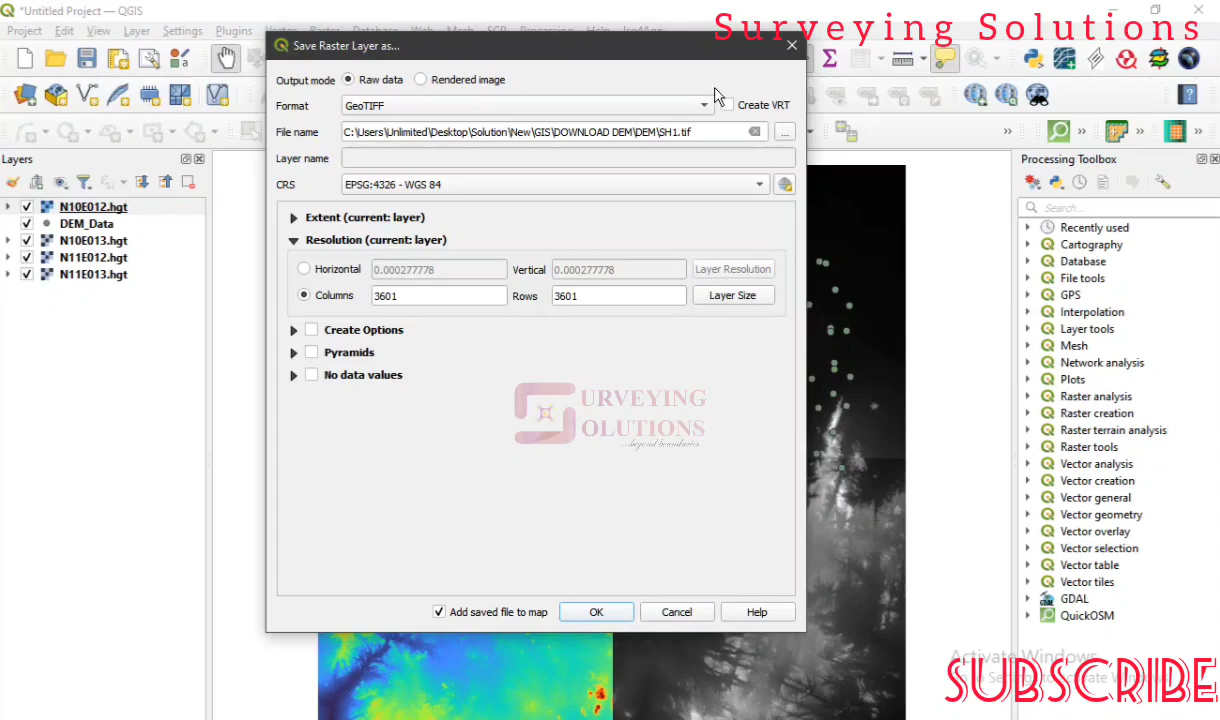 *Untitled Project — QGIS
Surveying Solutions
Project Edit View Layer Settings Plugins
Save Raster Layer as...
Output mode Raw data Rendered image
Format GeoTIFF Create VRT
File name C:\Users\Unlimited\Desktop\Solution\New\GIS\DOWNLOAD DEM\DEM\SH1.tif ...
Layer name
CRS EPSG:4326 - WGS 84
Extent (current: layer)
Resolution (current: layer)
Horizontal 0.000277778 Vertical 0.000277778 Layer Resolution
Columns 3601 Rows 3601 Layer Size
Create Options
Pyramids
No data values
SURVEYING
SOLUTIONS
...beyond boundaries
Add saved file to map OK Cancel Help
Layers
N10E012.hgt
DEM_Data
N10E013.hgt
N11E012.hgt
N11E013.hgt
Processing Toolbox
Search...
Recently used
Cartography
Database
File tools
GPS
Interpolation
Layer tools
Mesh
Network analysis
Plots
Raster analysis
Raster creation
Raster terrain analysis
Raster tools
Vector analysis
Vector creation
Vector general
Vector geometry
Vector overlay
Vector selection
Vector table
Vector tiles
GDAL
QuickOSM
Activate Windows
SUBSCRIBE